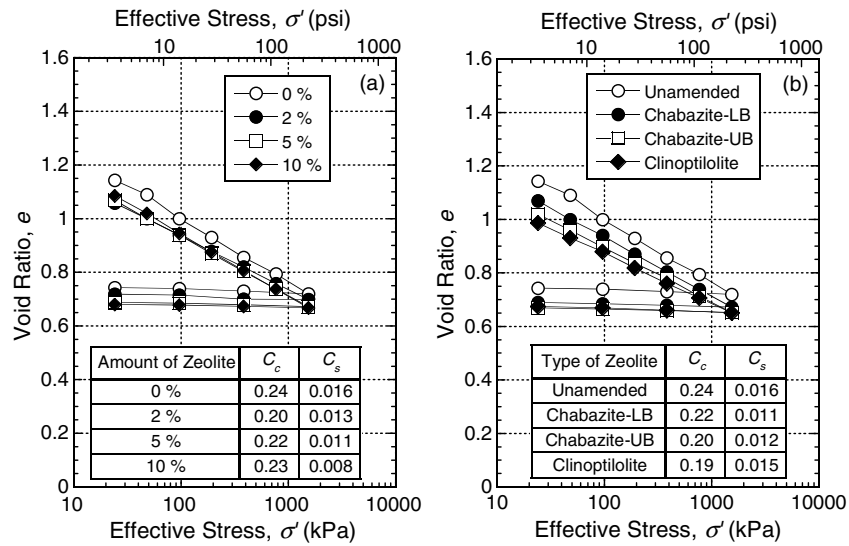 Effective Stress, σ' (psi)
10 100 1000
(a)
0 %
2 %
5 %
10 %
1.6
1.4
1.2
1
0.8
0.6
0.4
0.2
0
Void Ratio, e
Amount of Zeolite Cc Cs
0 % 0.24 0.016
2 % 0.20 0.013
5 % 0.22 0.011
10 % 0.23 0.008
10 100 1000
Effective Stress, σ' (kPa)
Effective Stress, σ' (psi)
10 100 1000
(b)
Unamended
Chabazite-LB
Chabazite-UB
Clinoptilolite
1.6
1.4
1.2
1.0
0.8
0.6
0.4
0.2
0
Void Ratio, e
Type of Zeolite Cc Cs
Unamended 0.24 0.016
Chabazite-LB 0.22 0.011
Chabazite-UB 0.20 0.012
Clinoptilolite 0.19 0.015
10 100 1000 10000
Effective Stress, σ' (kPa)